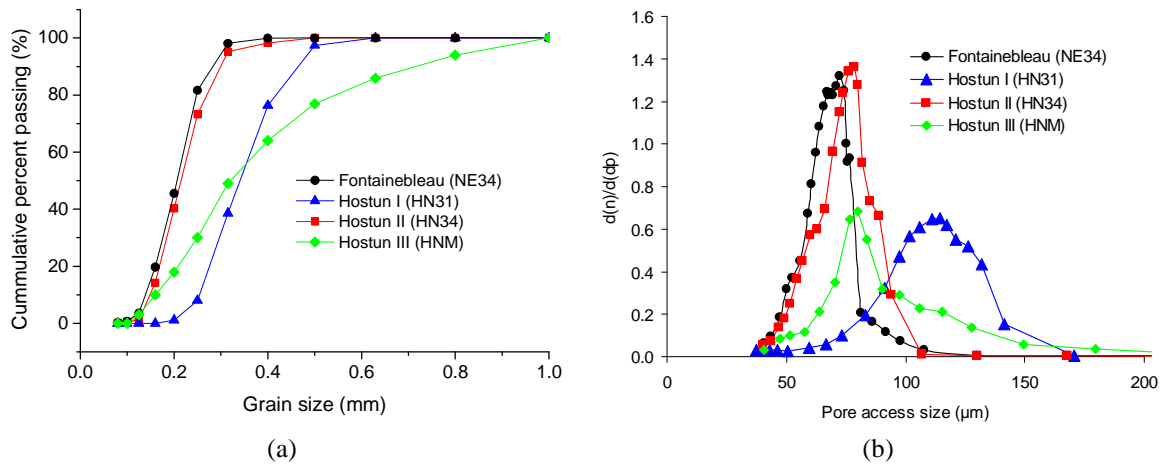 100
80
60
40
20
0
0.0 0.2 0.4 0.6 0.8 1.0
Cummulative percent passing (%)
Grain size (mm)
Fontainebleau (NE34)
Hostun I (HN31)
Hostun II (HN34)
Hostun III (HNM)
(a)
1.6
1.4
1.2
1.0
0.8
0.6
0.4
0.2
0.0
0 50 100 150 200
d(n)/d(dp)
Pore access size (µm)
Fontainebleau (NE34)
Hostun I (HN31)
Hostun II (HN34)
Hostun III (HNM)
(b)